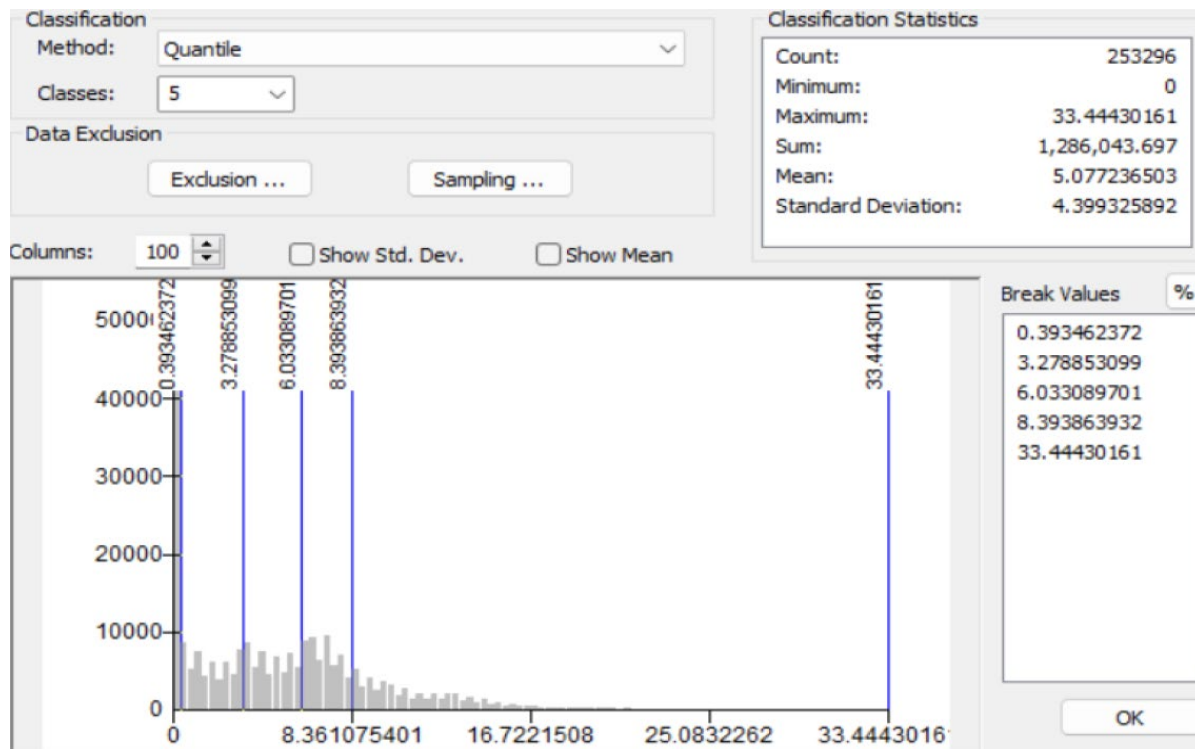 Classification
Method: Quantile
Classes: 5
Data Exclusion
Exclusion ...
Sampling ...
Classification Statistics
Count: 253296
Minimum: 0
Maximum: 33.44430161
Sum: 1,286,043.697
Mean: 5.077236503
Standard Deviation: 4.399325892
Columns: 100
Show Std. Dev.
Show Mean
0.393462372
3.278853099
6.033089701
8.393863932
33.44430161
5000
40000
30000
20000
10000
0
0 8.361075401 16.7221508 25.0832262 33.44430161
Break Values %
0.393462372
3.278853099
6.033089701
8.393863932
33.44430161
OK